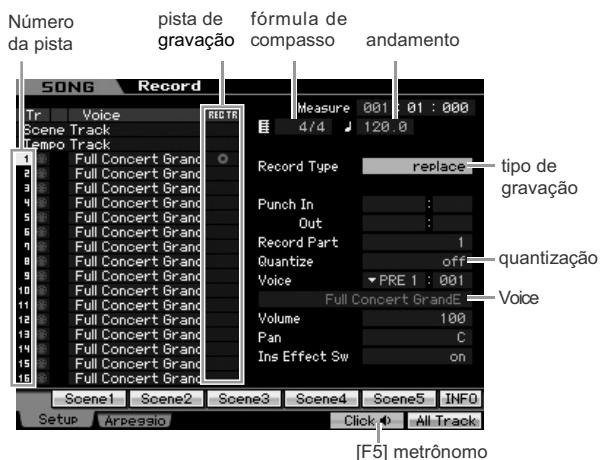 Número
da pista
pista de
gravação
fórmula de
compasso
andamento
SONG Record
Measure 001 : 01 : 000
Tr Voice REC TR
4/4 120.0
Scene Track
Tempo Track
1 Full Concert Grand
2 Full Concert Grand
3 Full Concert Grand
4 Full Concert Grand
5 Full Concert Grand
6 Full Concert Grand
7 Full Concert Grand
8 Full Concert Grand
9 Full Concert Grand
10 Full Concert Grand
11 Full Concert Grand
12 Full Concert Grand
13 Full Concert Grand
14 Full Concert Grand
15 Full Concert Grand
16 Full Concert Grand
Record Type replace
tipo de
gravação
Punch In :
Out :
Record Part 1
Quantize off
quantização
Voice PRE 1 : 001
Full Concert GrandE
Voice
Volume 100
Pan C
Ins Effect Sw on
Scene1 Scene2 Scene3 Scene4 Scene5 INFO
Setup Arpeggio Click All Track
[F5] metrônomo